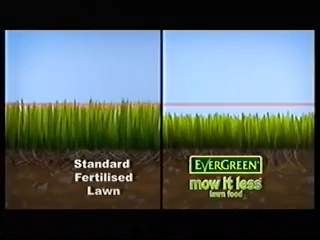 Standard
Fertilised
Lawn
EVERGREEN
mow it less
lawn food